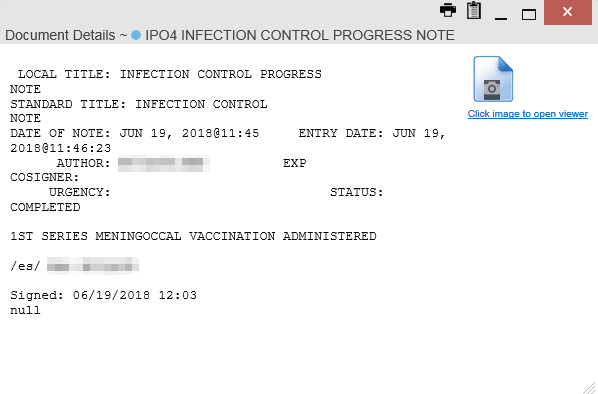 Document Details ~ IPO4 INFECTION CONTROL PROGRESS NOTE
Click image to open viewer
LOCAL TITLE: INFECTION CONTROL PROGRESS
NOTE
STANDARD TITLE: INFECTION CONTROL
NOTE
DATE OF NOTE: JUN 19, 2018@11:45 ENTRY DATE: JUN 19,
2018@11:46:23
AUTHOR: EXP
COSIGNER:
URGENCY: STATUS:
COMPLETED
1ST SERIES MENINGOCCAL VACCINATION ADMINISTERED
/es/
Signed: 06/19/2018 12:03
null